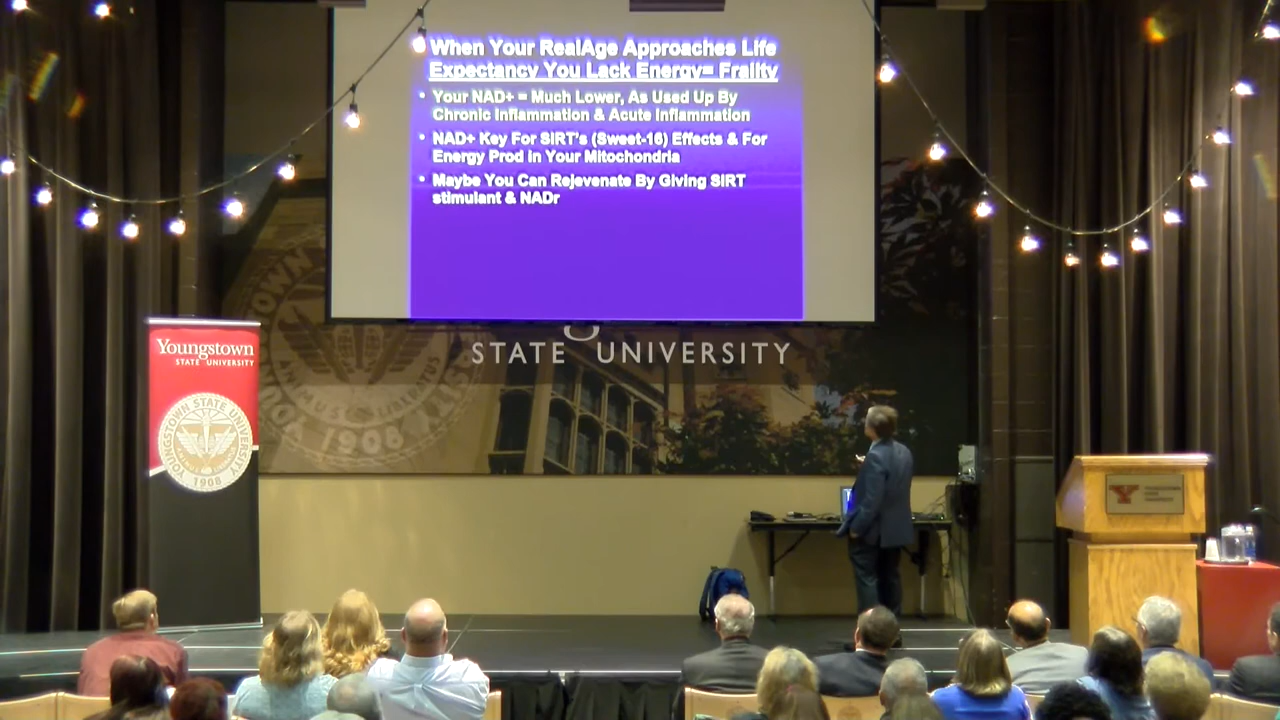 When Your RealAge Approaches Life
Expectancy You Lack Energy= Frailty
• Your NAD+ = Much Lower, As Used Up By
Chronic Inflammation & Acute Inflammation
• NAD+ Key For SIRT's (Sweet-16) Effects & For
Energy Prod in Your Mitochondria
• Maybe You Can Rejevenate By Giving SIRT
stimulant & NADr
STATE UNIVERSITY
1908
Youngstown
STATE UNIVERSITY
YOUNGSTOWN STATE UNIVERSITY
1908
Y